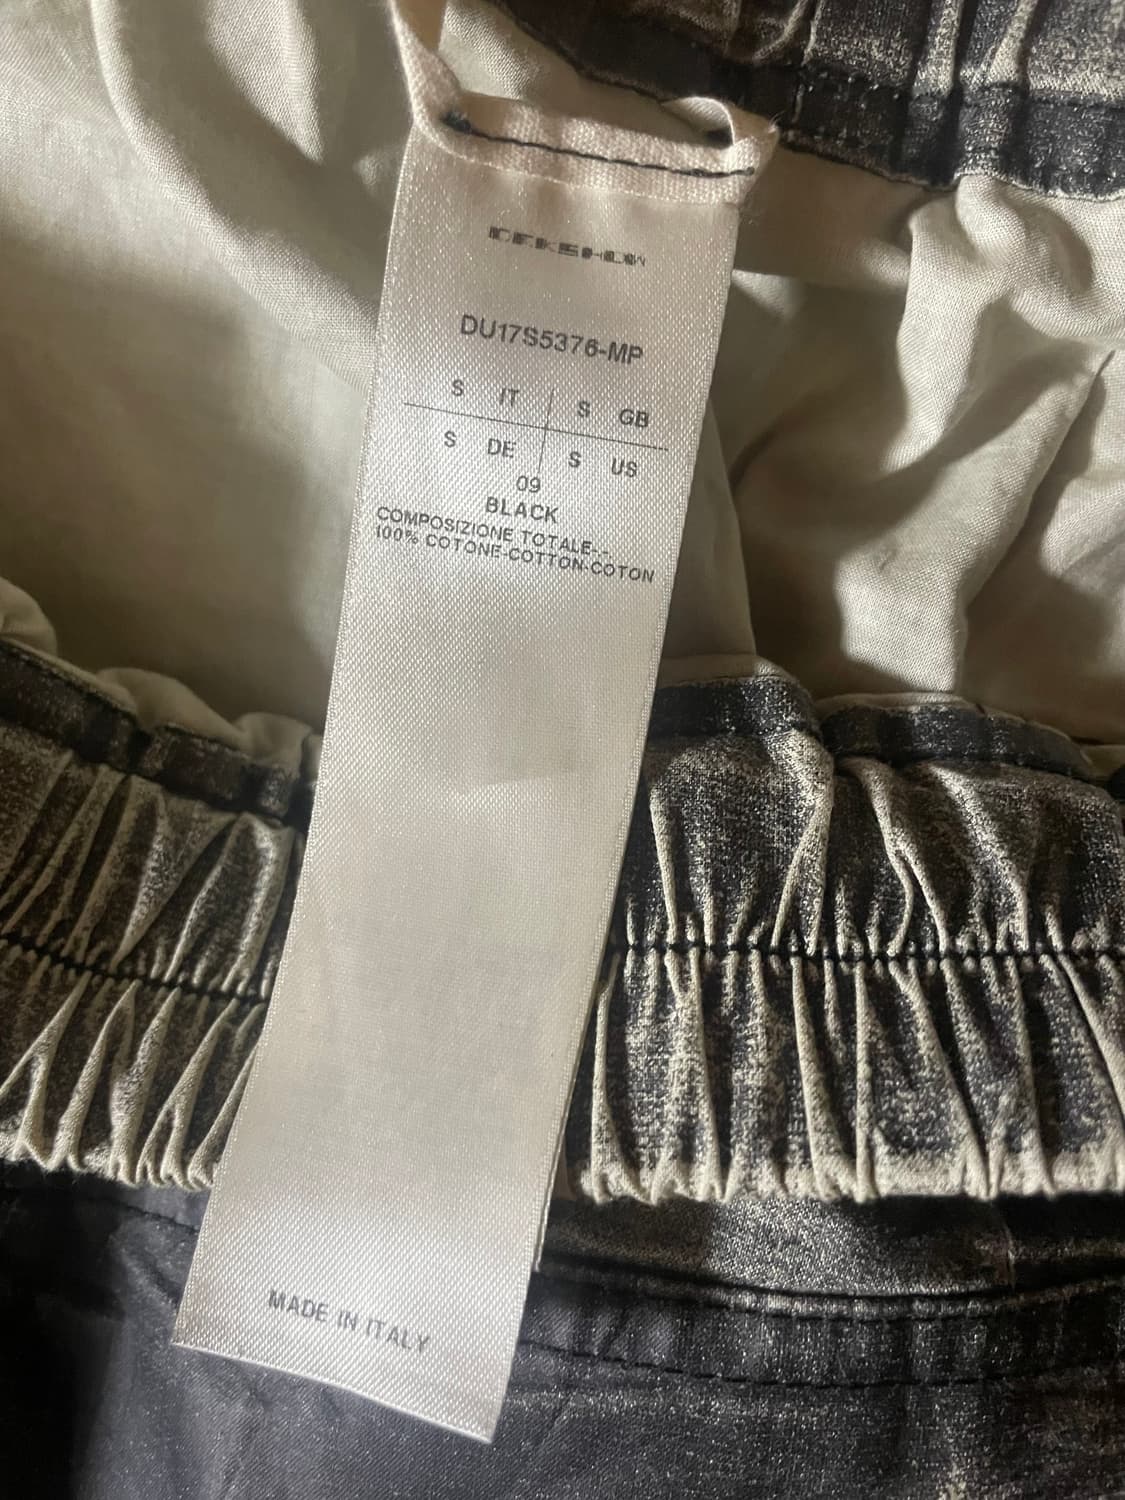 DRKSHDW
DU17S5376-MP
S IT S GB
S DE S US
09
BLACK
COMPOSIZIONE TOTALE--
100% COTONE-COTTON-COTON
MADE IN ITALY